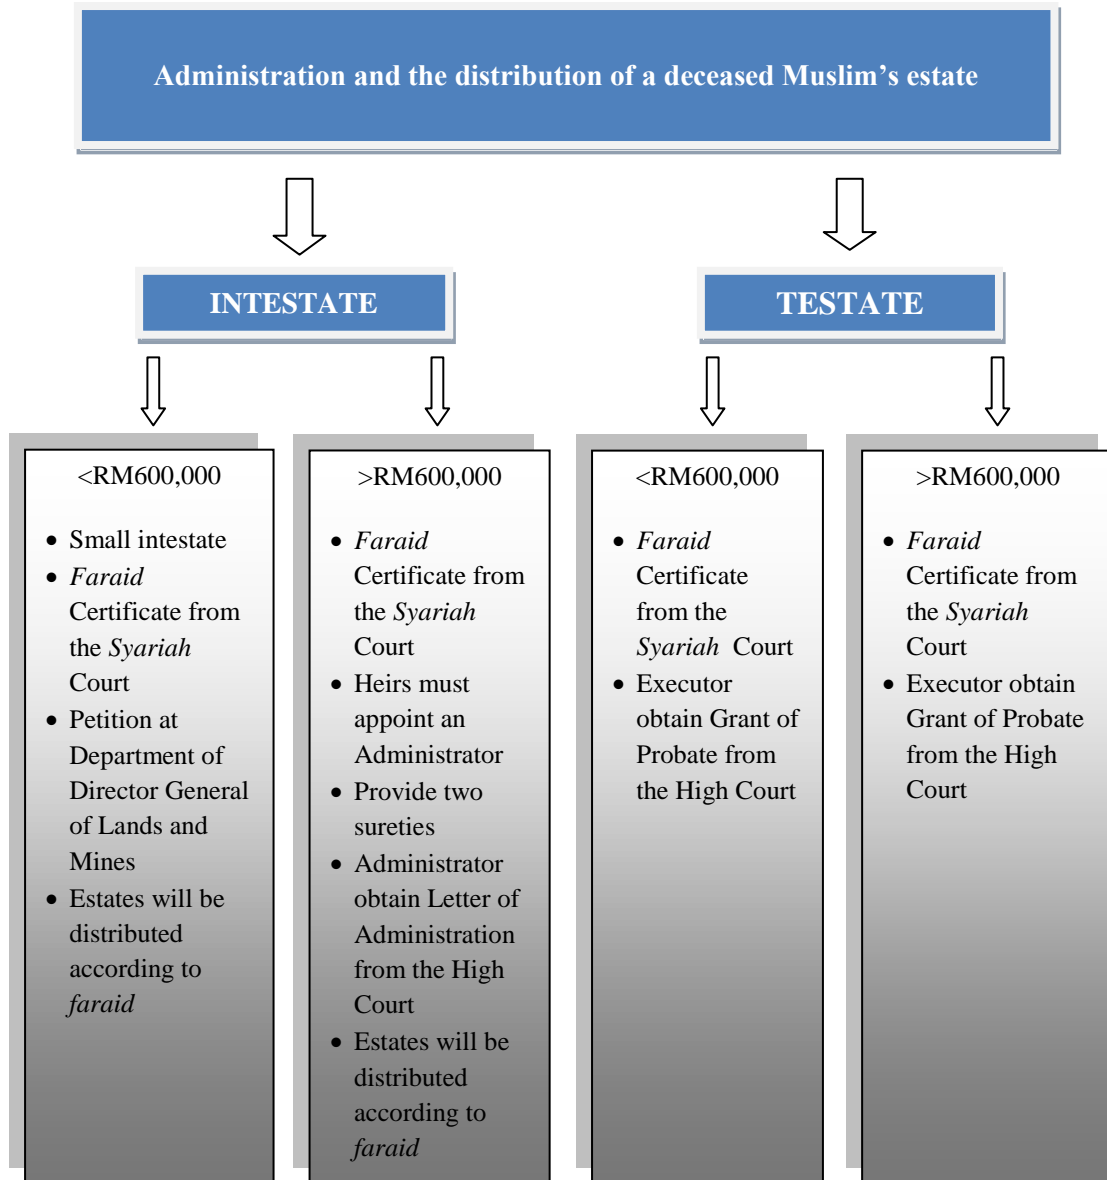 Administration and the distribution of a deceased Muslim’s estate
INTESTATE
TESTATE
<RM600,000
• Small intestate
• Faraid
Certificate from
the Syariah
Court
• Petition at
Department of
Director General
of Lands and
Mines
• Estates will be
distributed
according to
faraid
>RM600,000
• Faraid
Certificate from
the Syariah
Court
• Heirs must
appoint an
Administrator
• Provide two
sureties
• Administrator
obtain Letter of
Administration
from the High
Court
• Estates will be
distributed
according to
faraid
<RM600,000
• Faraid
Certificate
from the
Syariah Court
• Executor
obtain Grant of
Probate from
the High Court
>RM600,000
• Faraid
Certificate from
the Syariah
Court
• Executor obtain
Grant of Probate
from the High
Court